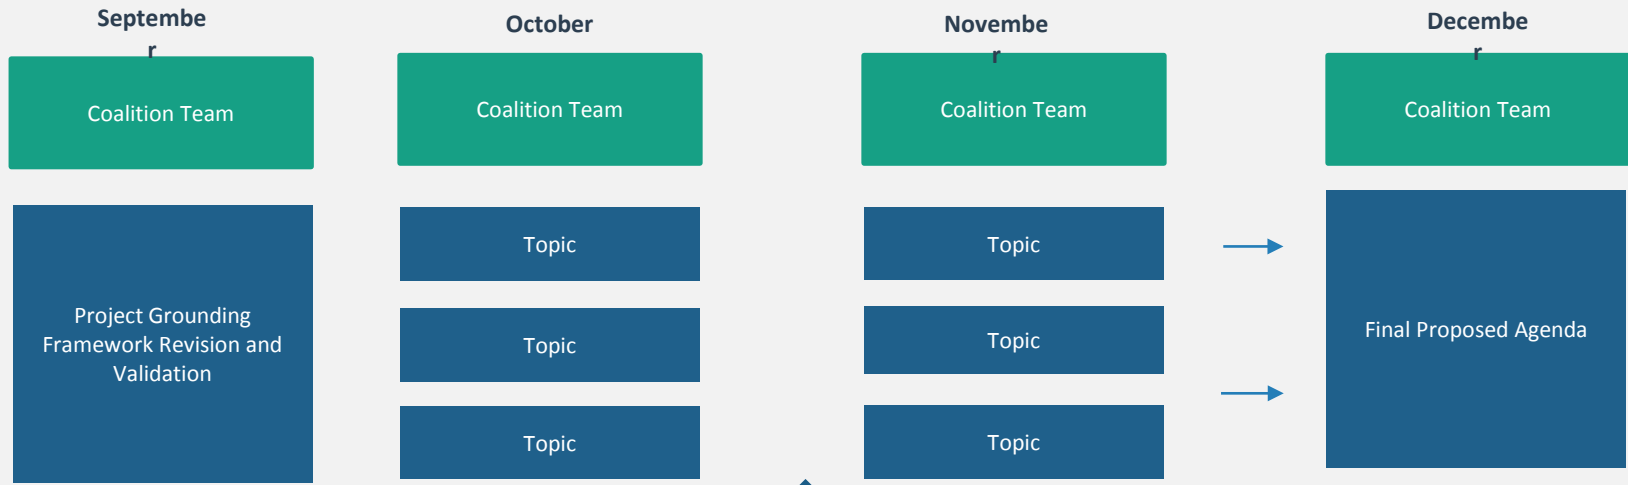 Septembe
r
October
Novembe
r
Decembe
r
Coalition Team
Coalition Team
Coalition Team
Coalition Team
Project Grounding
Framework Revision and
Validation
Topic
Topic
Topic
Topic
Topic
Topic
Final Proposed Agenda